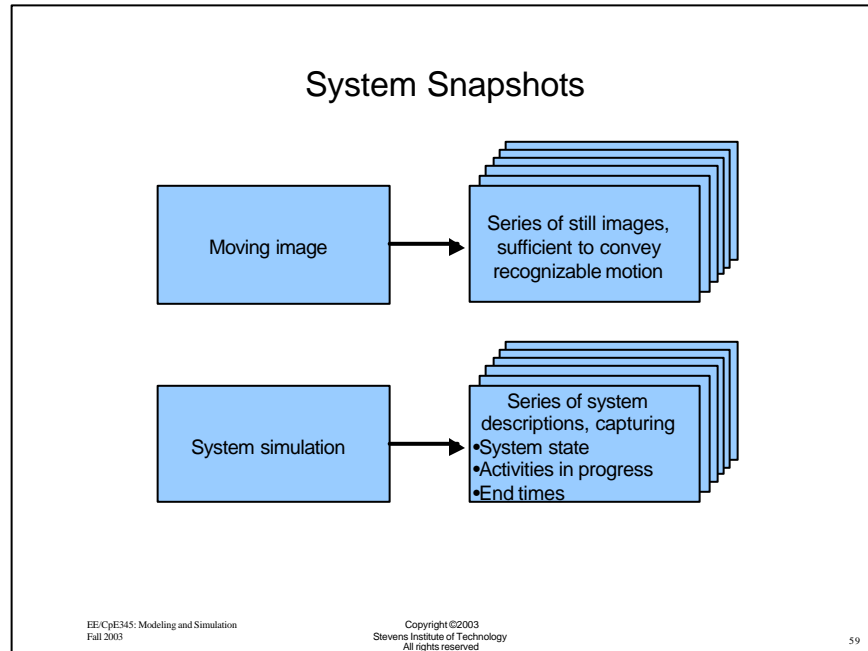 System Snapshots
Moving image
Series of still images,
sufficient to convey
recognizable motion
System simulation
Series of system
descriptions, capturing
•System state
•Activities in progress
•End times
EE/CpE345: Modeling and Simulation
Fall 2003
Copyright ©2003
Stevens Institute of Technology
All rights reserved
59